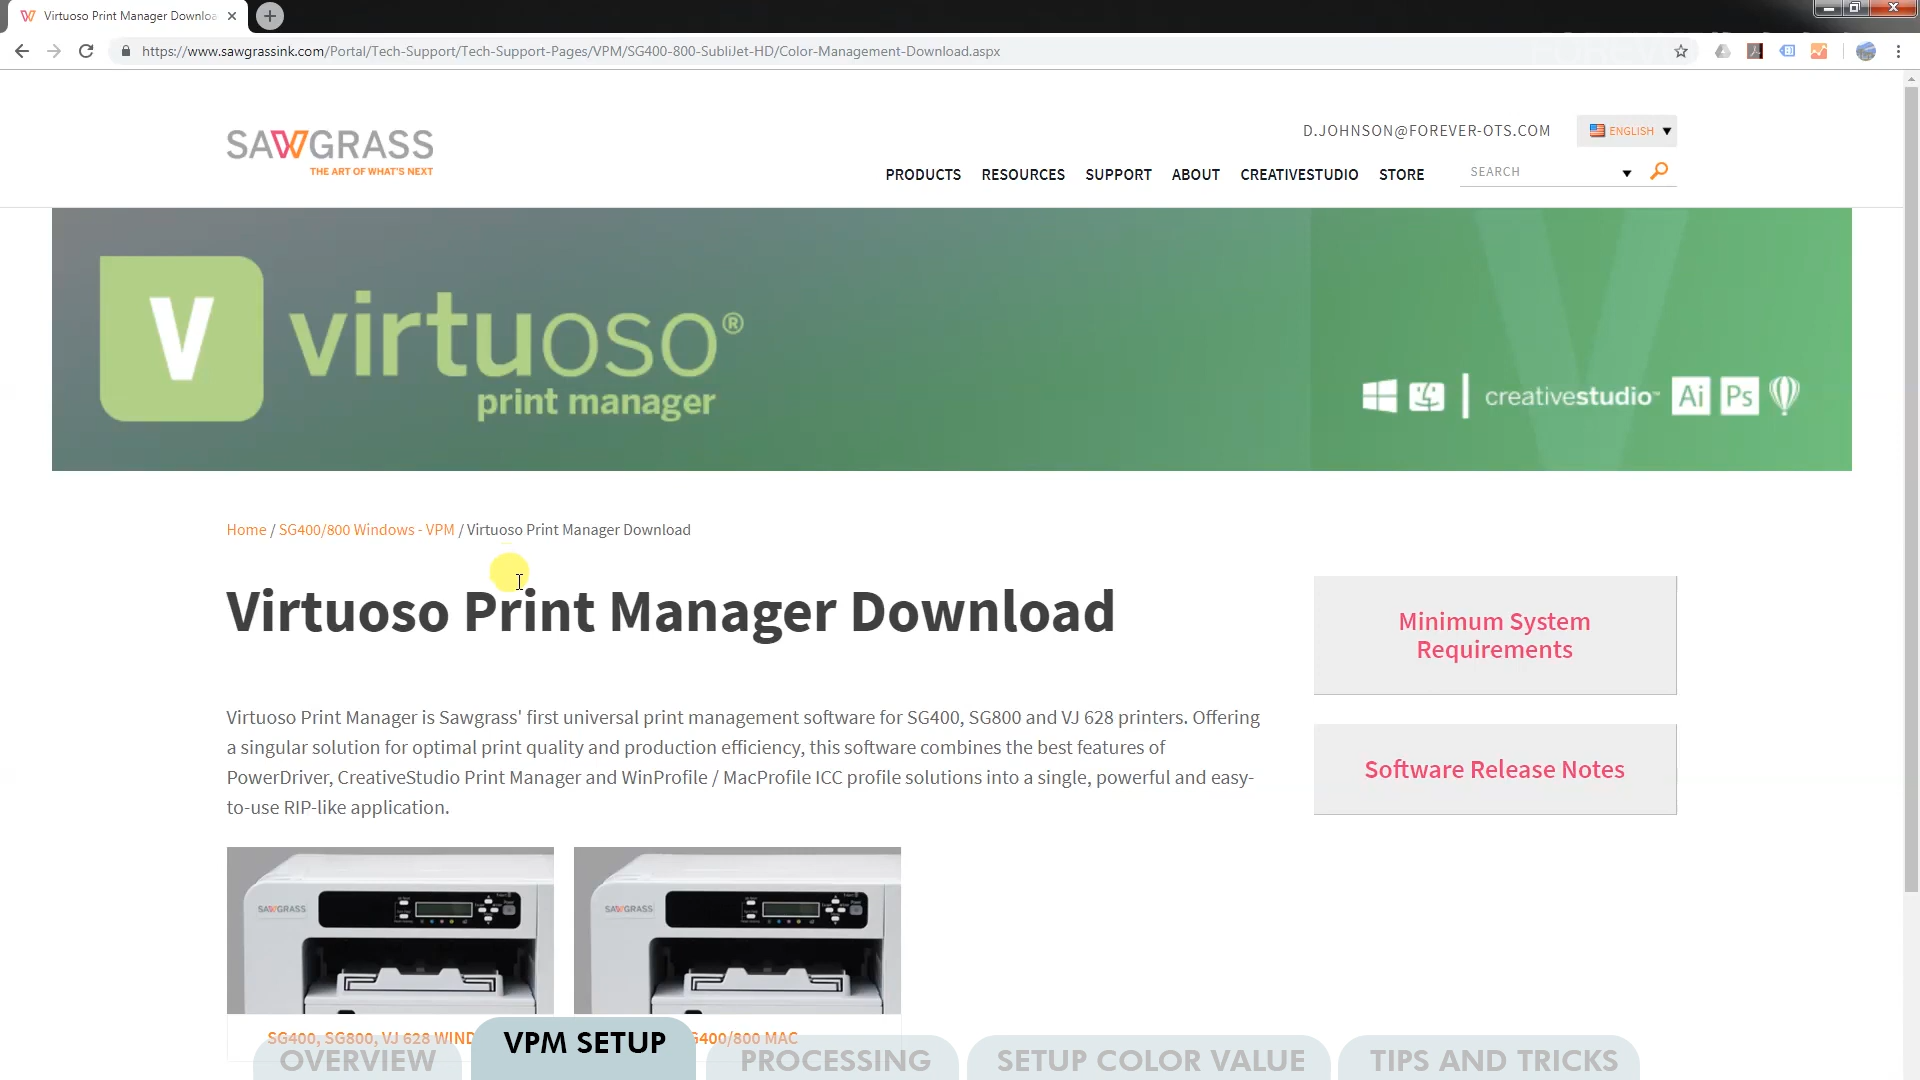 Virtuoso Print Manager Downloa
https://www.sawgrassink.com/Portal/Tech-Support/Tech-Support-Pages/VPM/SG400-800-SubliJet-HD/Color-Management-Download.aspx
SAWGRASS
THE ART OF WHAT'S NEXT
D.JOHNSON@FOREVER-OTS.COM
ENGLISH
PRODUCTS RESOURCES SUPPORT ABOUT CREATIVESTUDIO STORE
SEARCH
V virtuoso®
print manager
creativestudio™ Ai Ps
Home / SG400/800 Windows - VPM / Virtuoso Print Manager Download
Virtuoso Print Manager Download
Minimum System
Requirements
Software Release Notes
Virtuoso Print Manager is Sawgrass' first universal print management software for SG400, SG800 and VJ 628 printers. Offering
a singular solution for optimal print quality and production efficiency, this software combines the best features of
PowerDriver, CreativeStudio Print Manager and WinProfile / MacProfile ICC profile solutions into a single, powerful and easy-
to-use RIP-like application.
SAWGRASS
SAWGRASS
SG400, SG800, VJ 628 WIND
G400/800 MAC
OVERVIEW
VPM SETUP
PROCESSING
SETUP COLOR VALUE
TIPS AND TRICKS